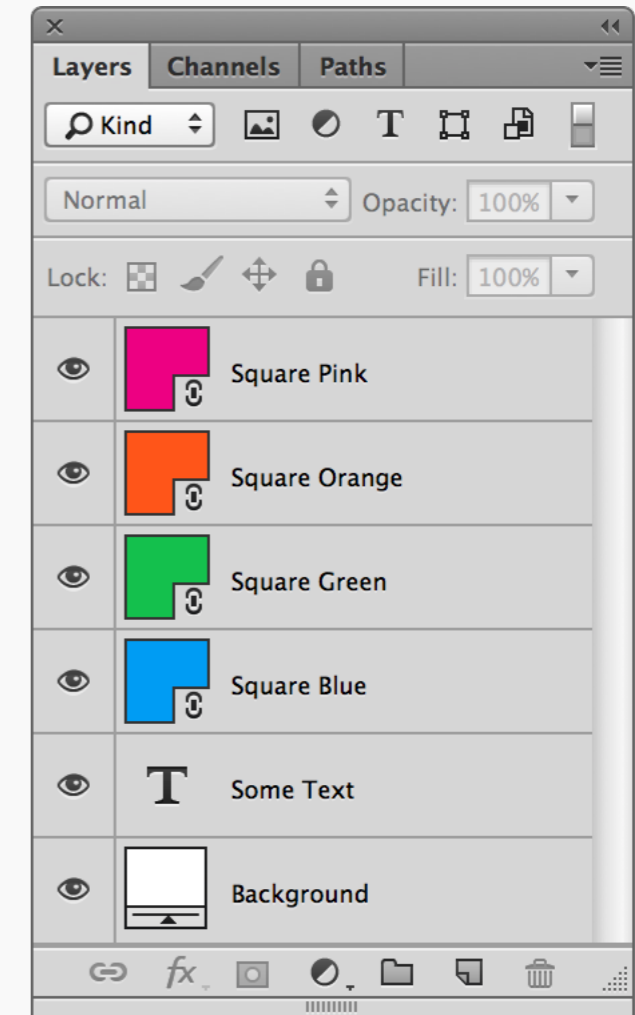 Layers Channels Paths
Kind
Normal Opacity: 100%
Lock: Fill: 100%
Square Pink
Square Orange
Square Green
Square Blue
T Some Text
Background
fx